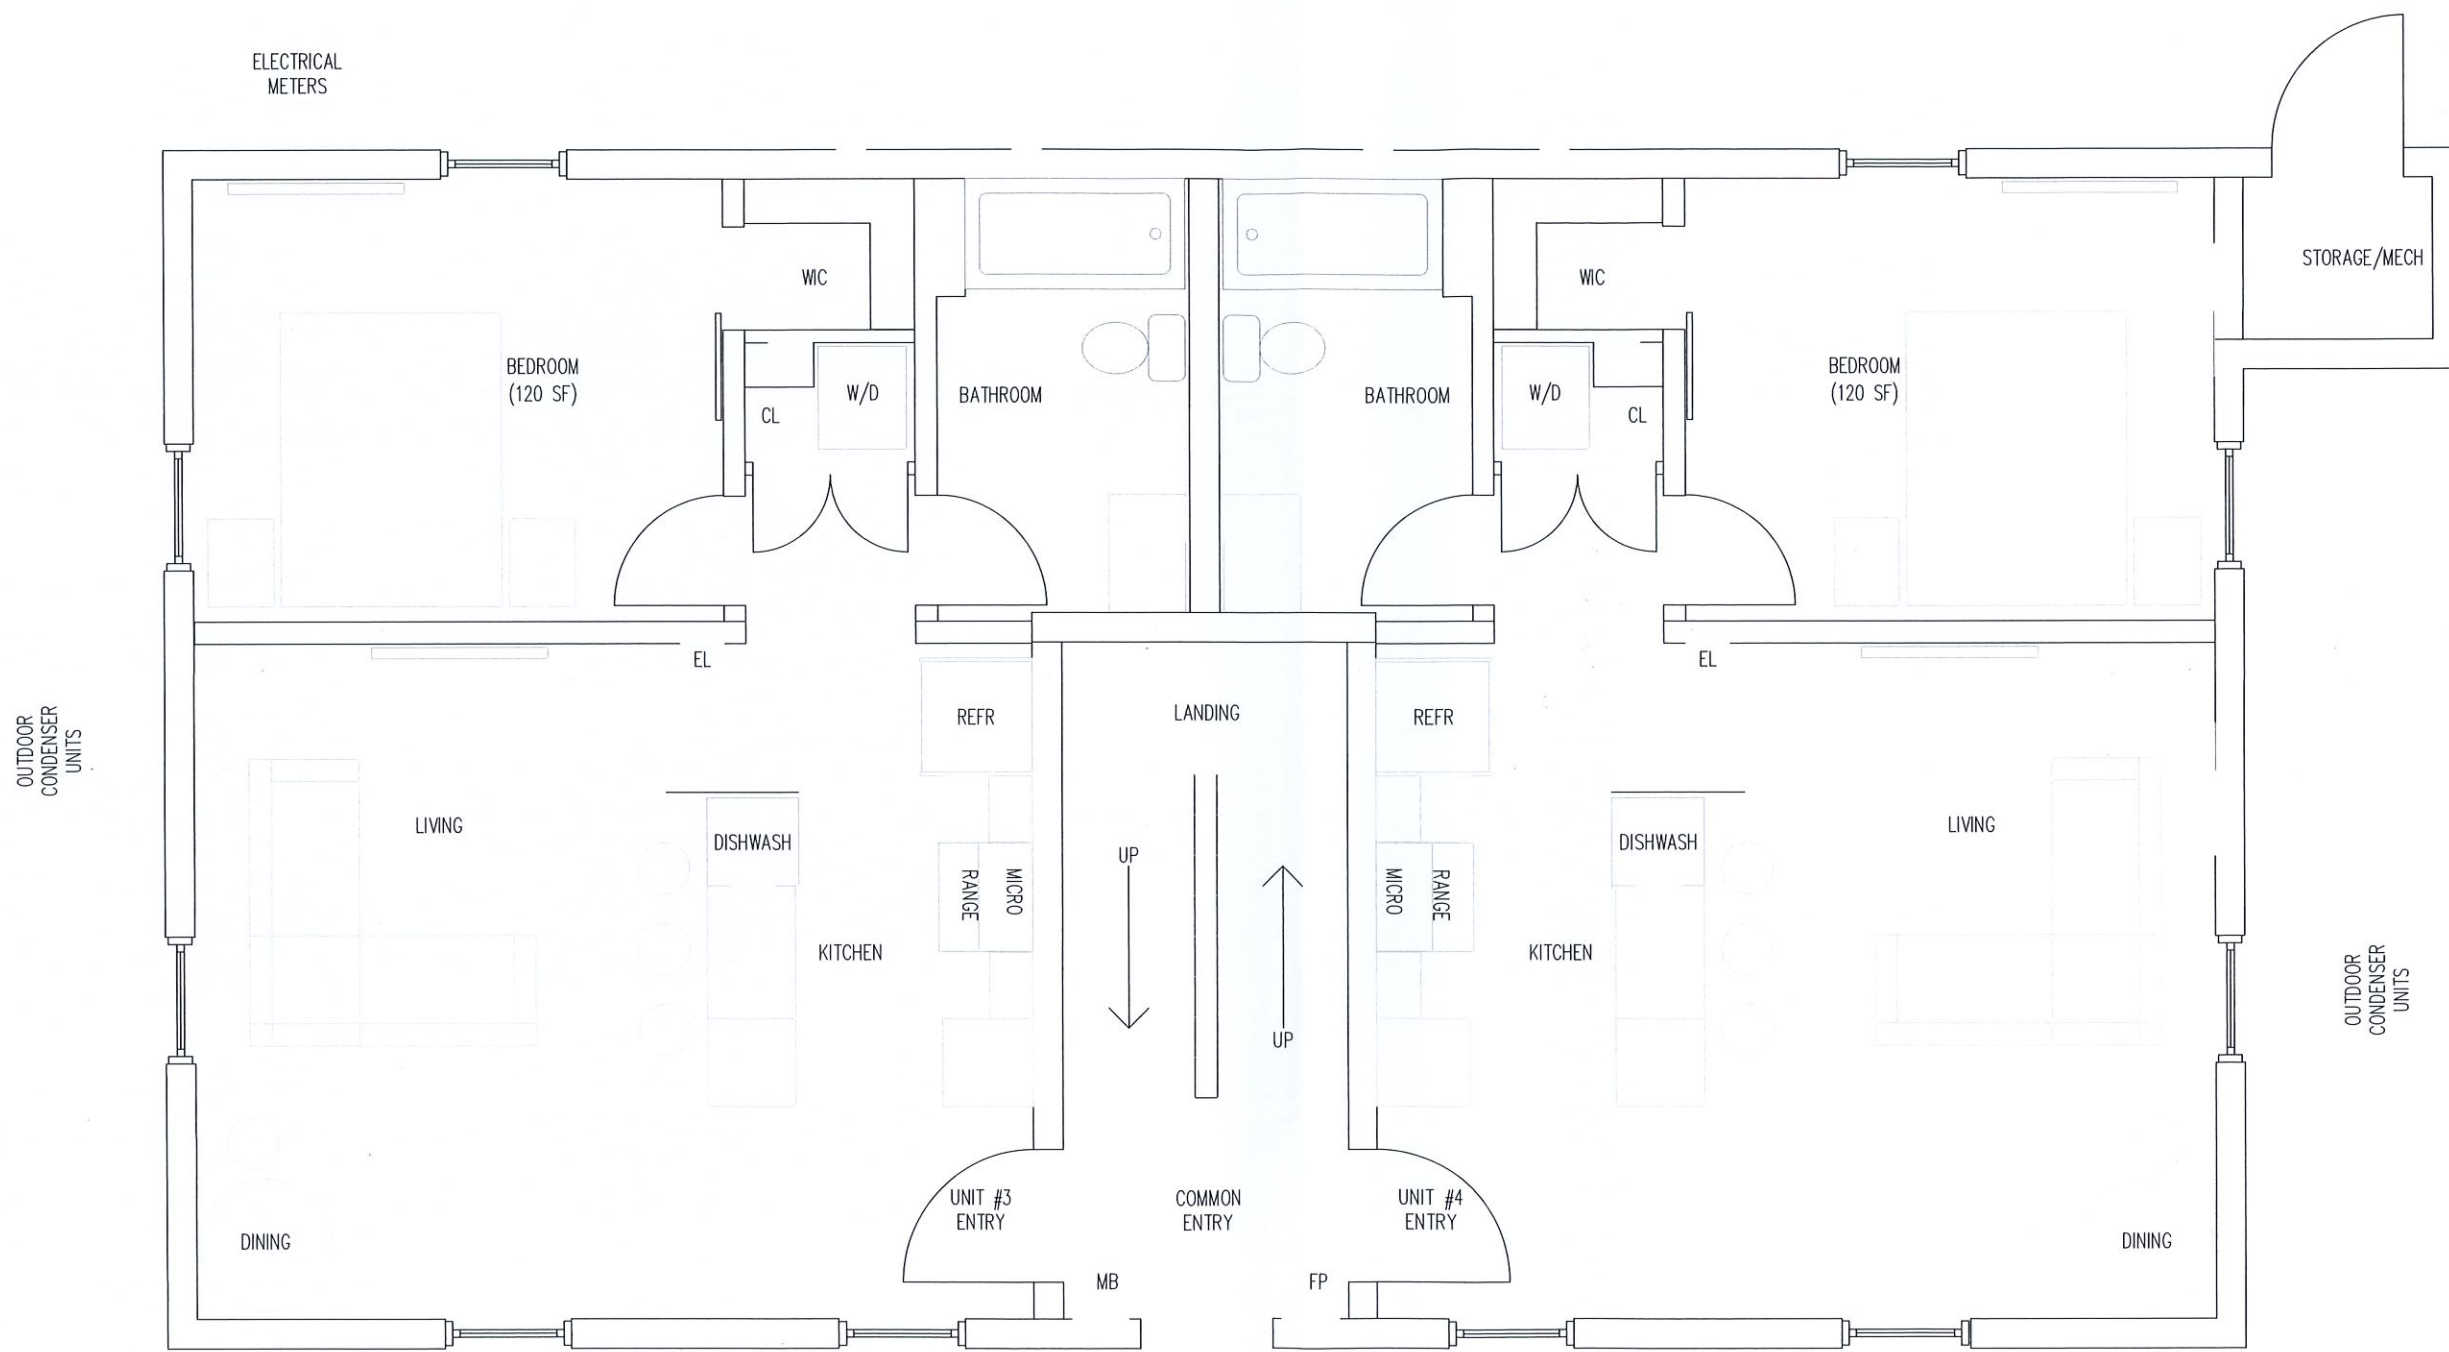 ELECTRICAL
METERS
STORAGE/MECH
WIC
WIC
BEDROOM
(120 SF)
BEDROOM
(120 SF)
W/D
CL
BATHROOM
BATHROOM
W/D
CL
EL
EL
OUTDOOR
CONDENSER
UNITS
REFR
LANDING
REFR
LIVING
DISHWASH
UP
DISHWASH
LIVING
RANGE
MICRO
MICRO
RANGE
KITCHEN
KITCHEN
OUTDOOR
CONDENSER
UNITS
UP
UNIT #3
ENTRY
COMMON
ENTRY
UNIT #4
ENTRY
DINING
DINING
MB
FP